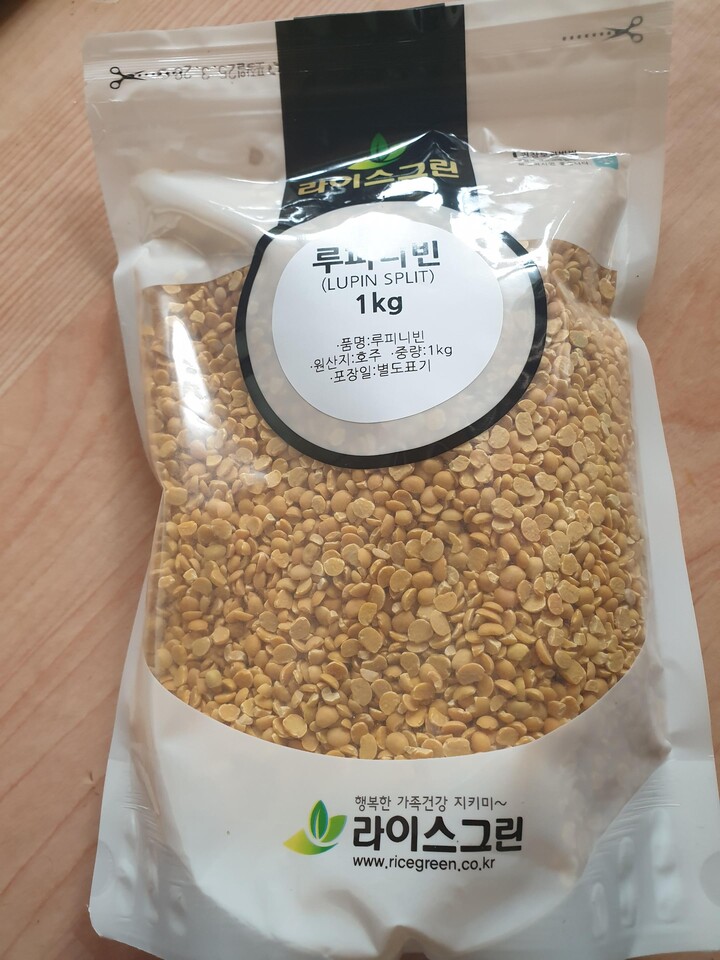 라이스그린
루피니빈
(LUPIN SPLIT)
1kg
·품명:루피니빈
·원산지:호주 ·중량:1kg
·포장일:별도표기
행복한 가족건강 지키미~
라이스그린
www.ricegreen.co.kr